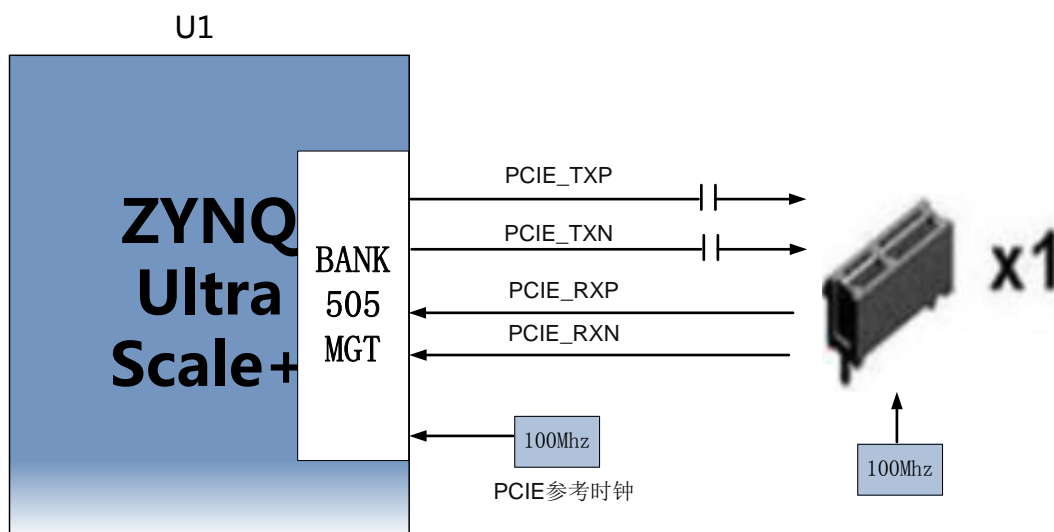 U1
ZYNQ
Ultra
Scale+
BANK
505
MGT
PCIE_TXP
PCIE_TXN
PCIE_RXP
PCIE_RXN
x1
100Mhz
PCIE参考时钟
100Mhz